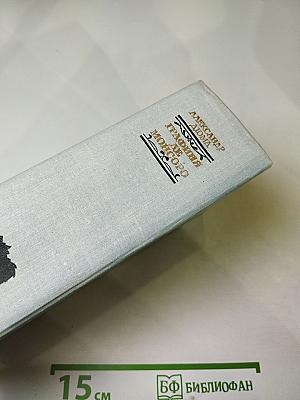 АЛЕКСАНДР
ДЮМА
ГРАФИНЯ
ДЕ
МОНСОРО
15 см
БФ БИБЛИОФАН